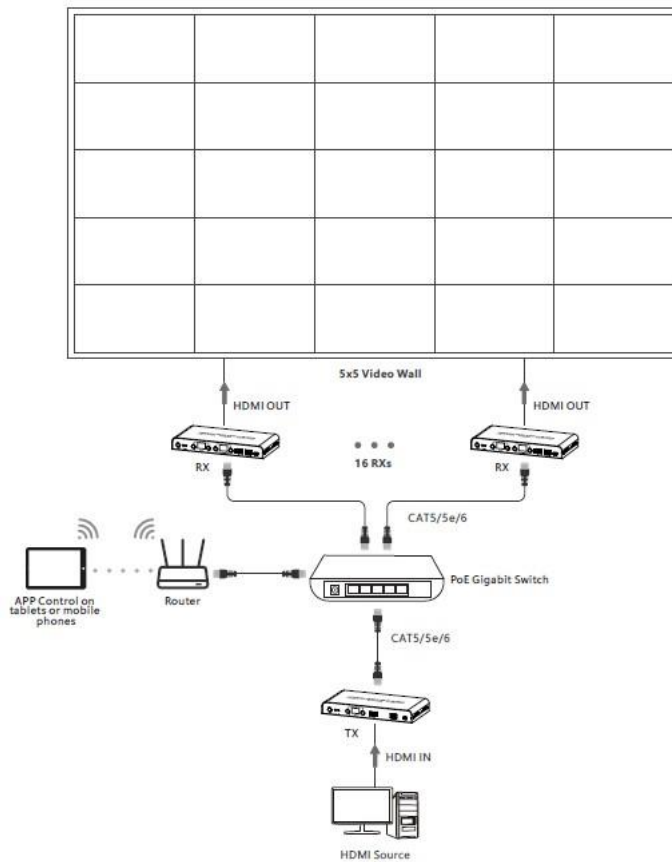 5x5 Video Wall
HDMI OUT
HDMI OUT
16 RXs
RX
RX
CAT5/5e/6
PoE Gigabit Switch
APP Control on
tablets or mobile
phones
Router
CAT5/5e/6
TX
HDMI IN
HDMI Source